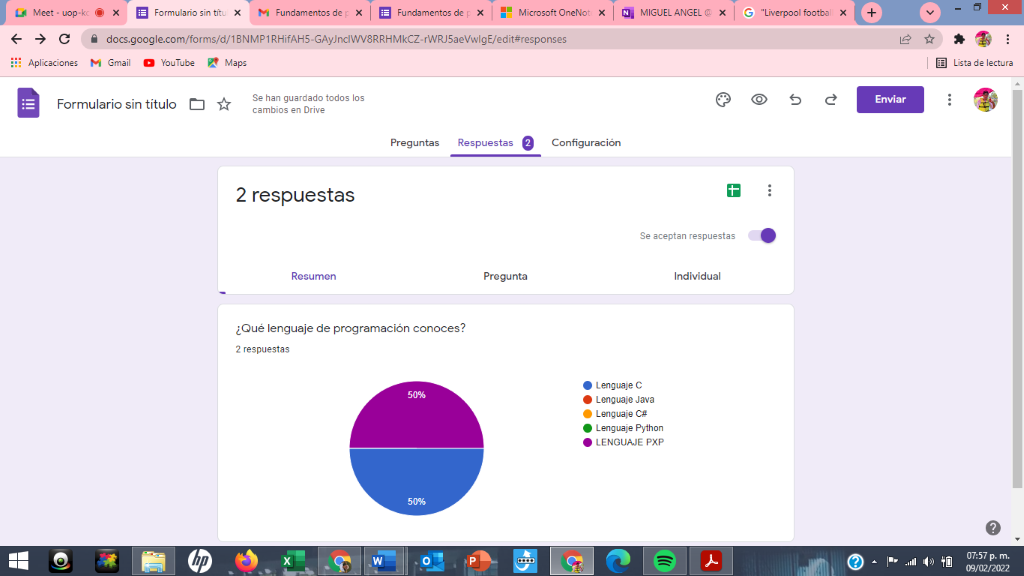 Meet - uop-k
Formulario sin títu
Fundamentos de p
Fundamentos de p
Microsoft OneNot
MIGUEL ANGEL @
"Liverpool footbal
docs.google.com/forms/d/1BNMP1RHifAH5-GAyJnclWV8RRHMkCZ-rWRJ5aeVwIgE/edit#responses
Aplicaciones
Gmail
YouTube
Maps
Lista de lectura
Formulario sin título
Se han guardado todos los
cambios en Drive
Enviar
Preguntas
Respuestas 2
Configuración
2 respuestas
Se aceptan respuestas
Resumen
Pregunta
Individual
¿Qué lenguaje de programación conoces?
2 respuestas
50%
50%
Lenguaje C
Lenguaje Java
Lenguaje C#
Lenguaje Python
LENGUAJE PXP
07:57 p. m.
09/02/2022